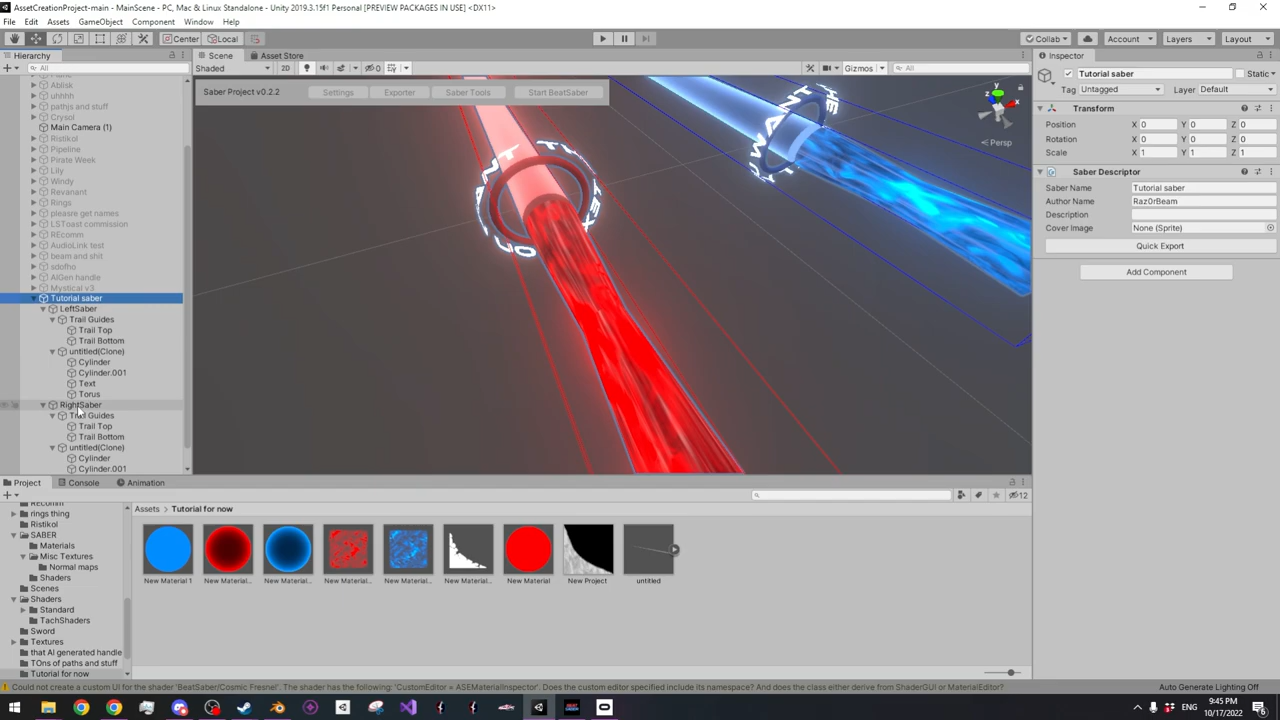 AssetCreationProject-main - MainScene - PC, Mac & Linux Standalone - Unity 2019.3.15f1 Personal [PREVIEW PACKAGES IN USE] <DX11>
File Edit Assets GameObject Component Window Help
Center Local Collab Account Layers Layout
Hierarchy
All
Ablisk
uhhhh
pathjs and stuff
Crysoi
Main Camera (1)
Ristikol
Pipeline
Pirate Week
Lily
Windy
Revanant
Rings
pleasre get names
LSToast commission
REcomm
AudioLink test
beam and shit
sdofho
AIGen handle
Mystical v3
Tutorial saber
LeftSaber
Trail Guides
Trail Top
Trail Bottom
untitled(Clone)
Cylinder
Cylinder.001
Text
Torus
RightSaber
Trail Guides
Trail Top
Trail Bottom
untitled(Clone)
Cylinder
Cylinder.001
Scene Asset Store
Shaded 2D 0 Gizmos All
Saber Project v0.2.2 Settings Exporter Saber Tools Start BeatSaber
y
z x
Persp
Inspector
Tutorial saber Static
Tag Untagged Layer Default
Transform
Position X 0 Y 0 Z 0
Rotation X 0 Y 0 Z 0
Scale X 1 Y 1 Z 1
Saber Descriptor
Saber Name Tutorial saber
Author Name Raz0rBeam
Description
Cover Image None (Sprite)
Quick Export
Add Component
Project Console Animation
12
rings thing
Ristikol
SABER
Materials
Misc Textures
Normal maps
Shaders
Scenes
Shaders
Standard
TachShaders
Sword
Textures
that AI generated handle
TOns of paths and stuff
Tutorial for now
Assets > Tutorial for now
New Material 1 New Material... New Material... New Material... New Material... New Material... New Material New Project untitled
Could not create a custom UI for the shader 'BeatSaber/Cosmic Fresnel'. The shader has the following: 'CustomEditor = ASEMaterialInspector'. Does the custom editor specified include its namespace? And does the class either derive from ShaderGUI or MaterialEditor?
Auto Generate Lighting Off
9:45 PM
10/17/2022